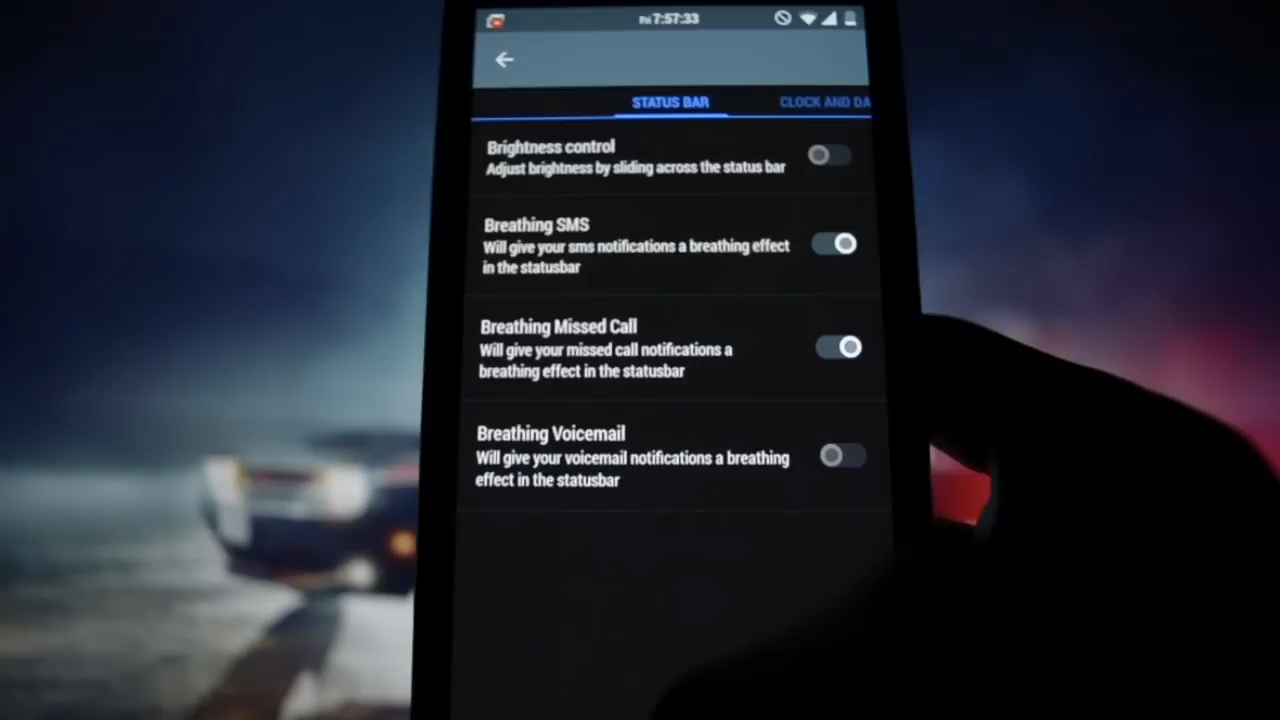 Fri 7:57:33
STATUS BAR CLOCK AND DA
Brightness control
Adjust brightness by sliding across the status bar
Breathing SMS
Will give your sms notifications a breathing effect
in the statusbar
Breathing Missed Call
Will give your missed call notifications a
breathing effect in the statusbar
Breathing Voicemail
Will give your voicemail notifications a breathing
effect in the statusbar